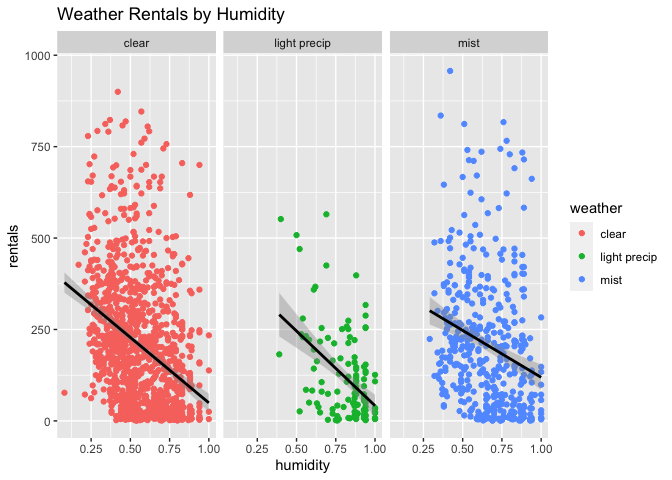 Weather Rentals by Humidity
clear
light precip
mist
1000
750
500
250
0
rentals
0.25 0.50 0.75 1.00
0.25 0.50 0.75 1.00
0.25 0.50 0.75 1.00
humidity
weather
clear
light precip
mist